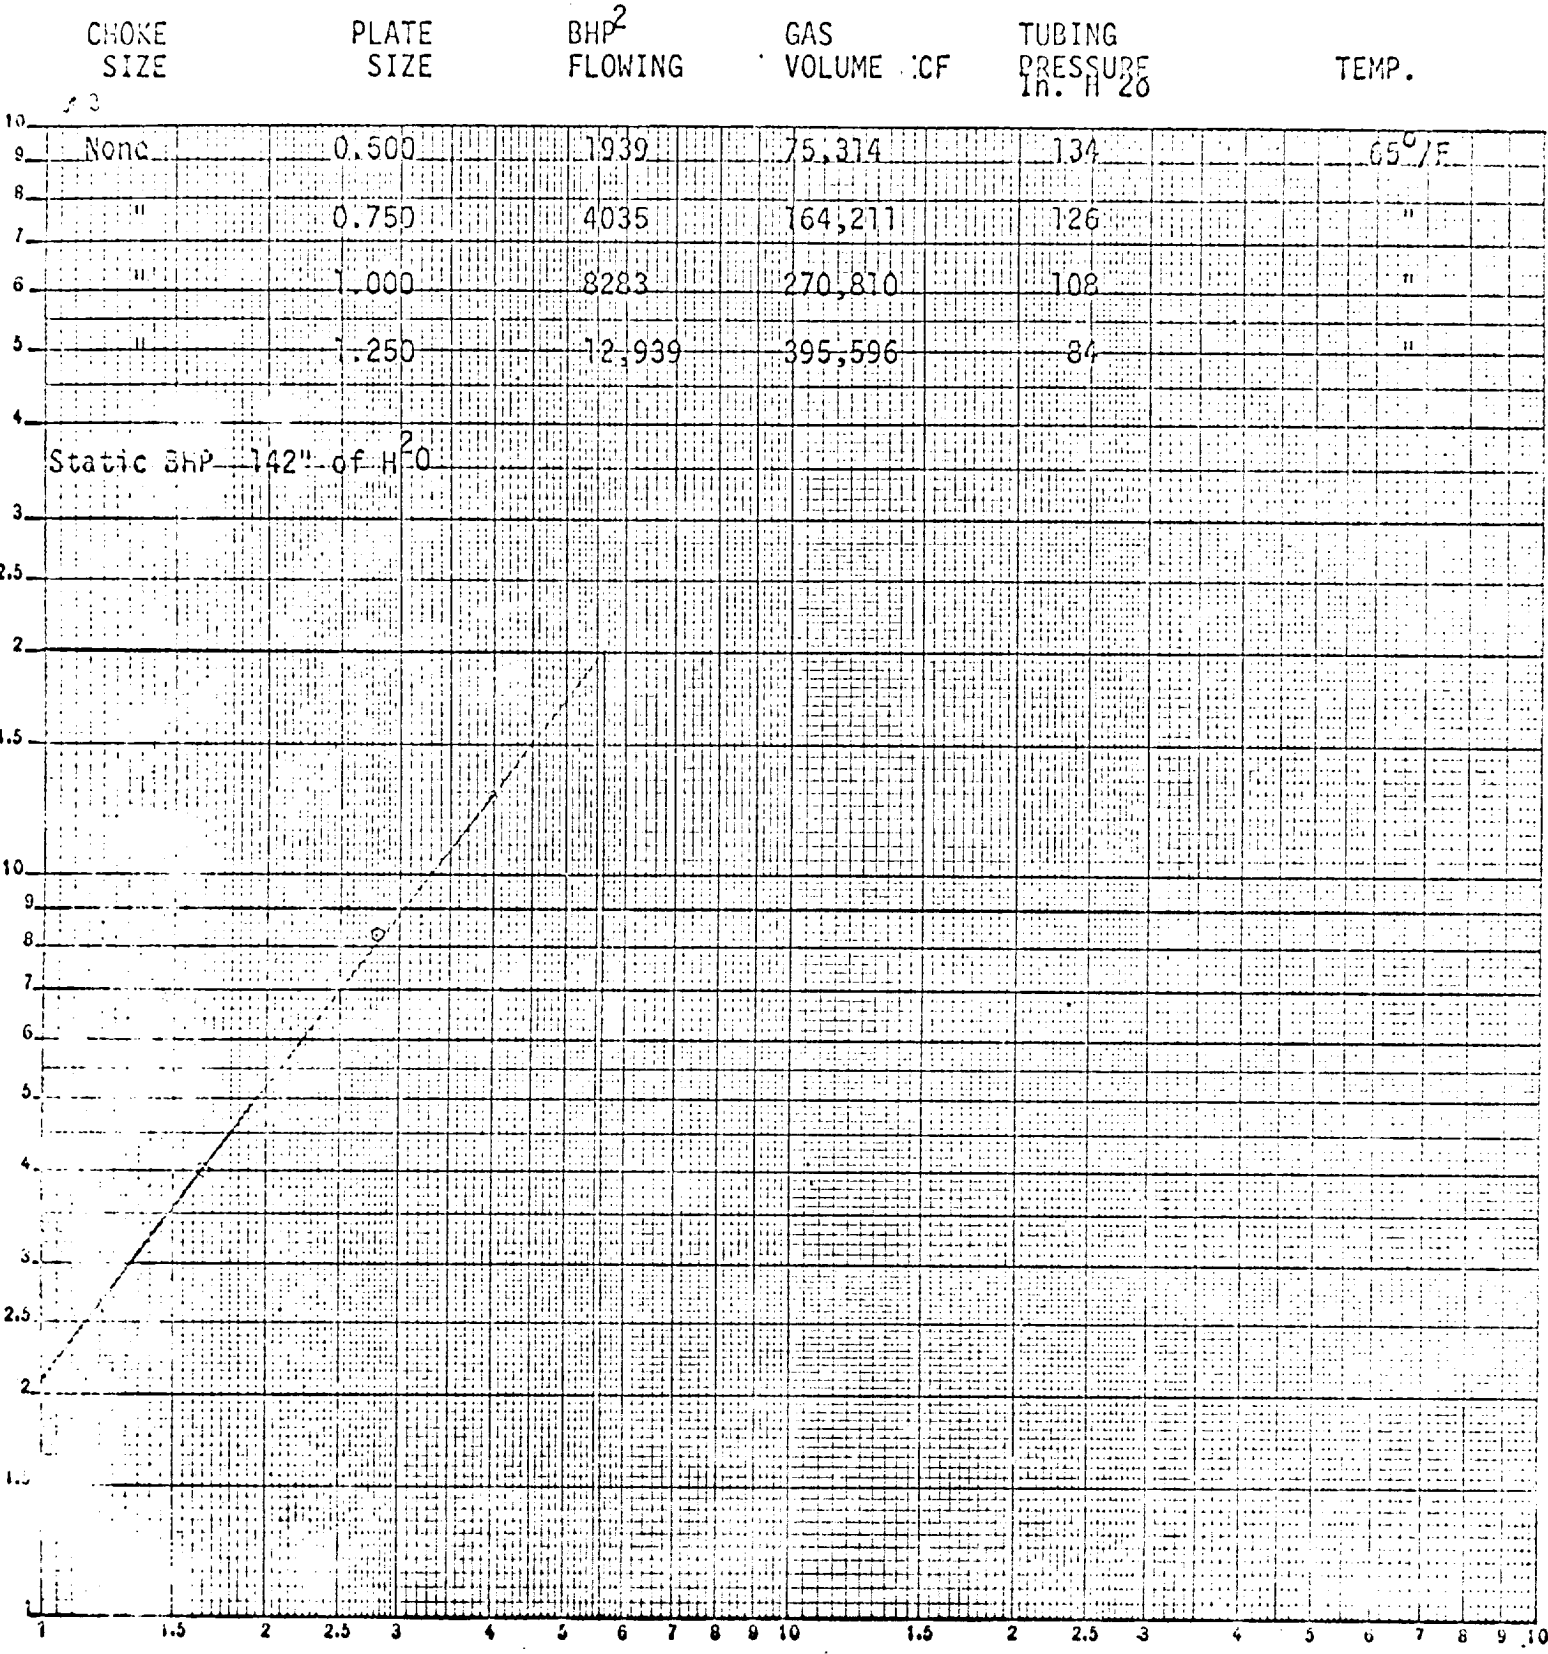 CHOKE PLATE BHP2 GAS TUBING
SIZE SIZE FLOWING VOLUME CF PRESSURE TEMP.
In. H 20
10
9 None 0.500 1939 75,314 134 65º/F
8
" 0.750 4035 164,211 126 "
7
6 " 1.000 8283 270,810 108 "
5 " 1.250 12,939 395,596 84 "
4
Static BhP 142" of H2O
3
2.5
2
1.5
10
9
8
7
6
5
4
3
2.5
2
1.5
1
1 1.5 2 2.5 3 4 5 6 7 8 9 10 1.5 2 2.5 3 4 5 6 7 8 9 10